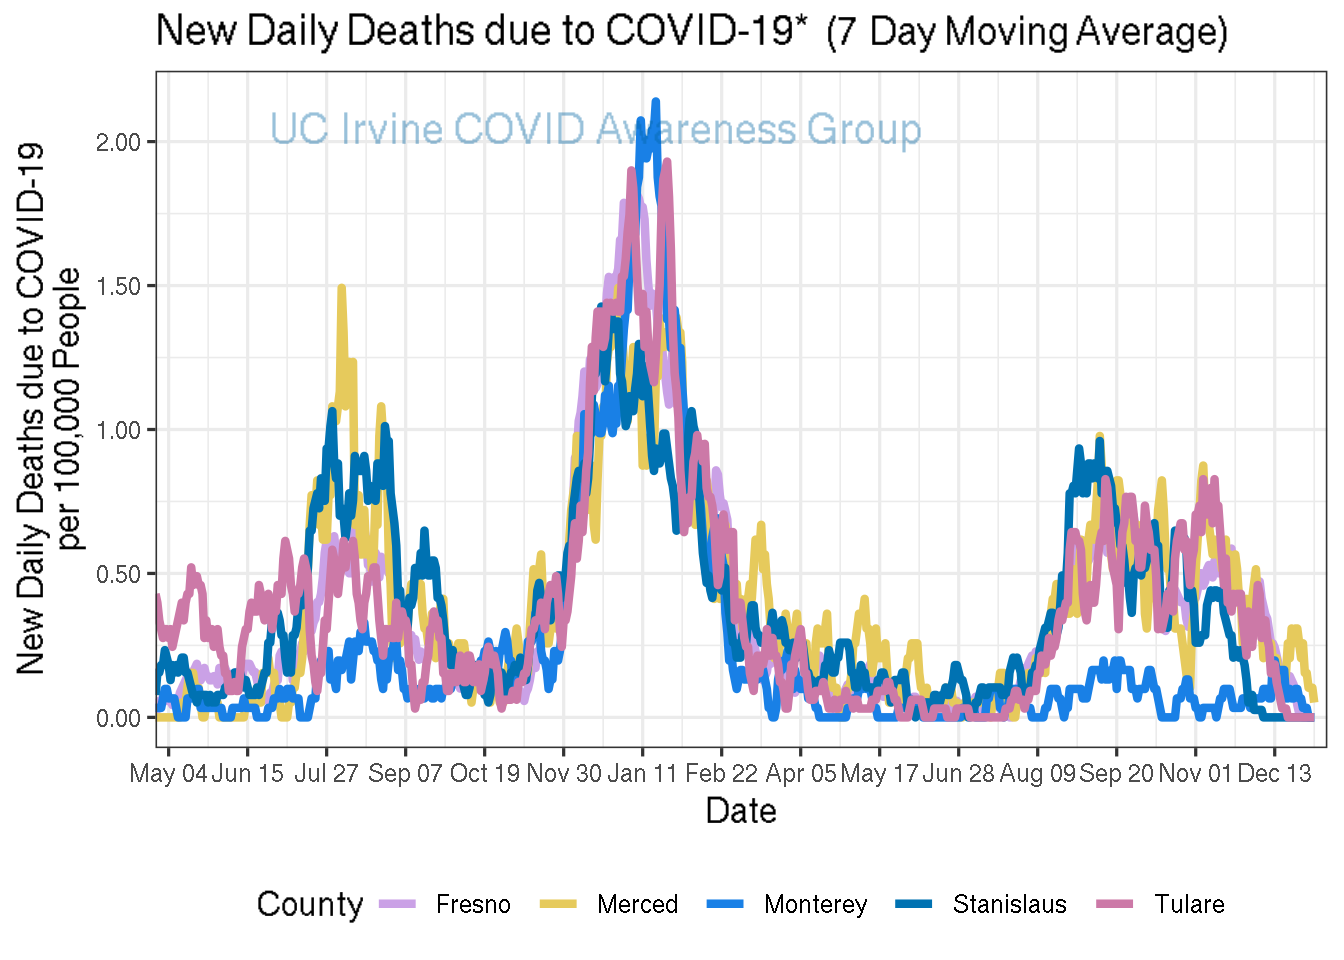 New Daily Deaths due to COVID-19* (7 Day Moving Average)
UC Irvine COVID Awareness Group
New Daily Deaths due to COVID-19
per 100,000 People
2.00
1.50
1.00
0.50
0.00
May 04 Jun 15 Jul 27 Sep 07 Oct 19 Nov 30 Jan 11 Feb 22 Apr 05 May 17 Jun 28 Aug 09 Sep 20 Nov 01 Dec 13
Date
County Fresno Merced Monterey Stanislaus Tulare